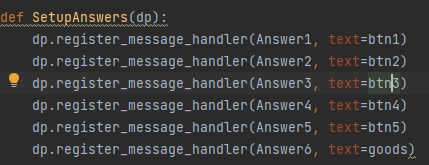 def SetupAnswers(dp):
    dp.register_message_handler(Answer1, text=btn1)
    dp.register_message_handler(Answer2, text=btn2)
    dp.register_message_handler(Answer3, text=btn3)
    dp.register_message_handler(Answer4, text=btn4)
    dp.register_message_handler(Answer5, text=btn5)
    dp.register_message_handler(Answer6, text=goods)